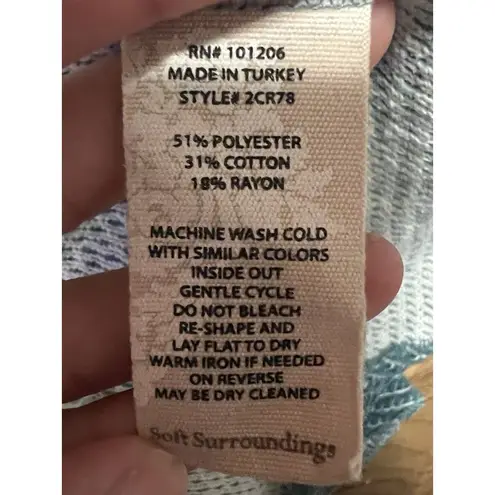 RN# 101206
MADE IN TURKEY
STYLE# 2CR78
51% POLYESTER
31% COTTON
18% RAYON
MACHINE WASH COLD
WITH SIMILAR COLORS
INSIDE OUT
GENTLE CYCLE
DO NOT BLEACH
RE-SHAPE AND
LAY FLAT TO DRY
WARM IRON IF NEEDED
ON REVERSE
MAY BE DRY CLEANED
Soft Surroundings